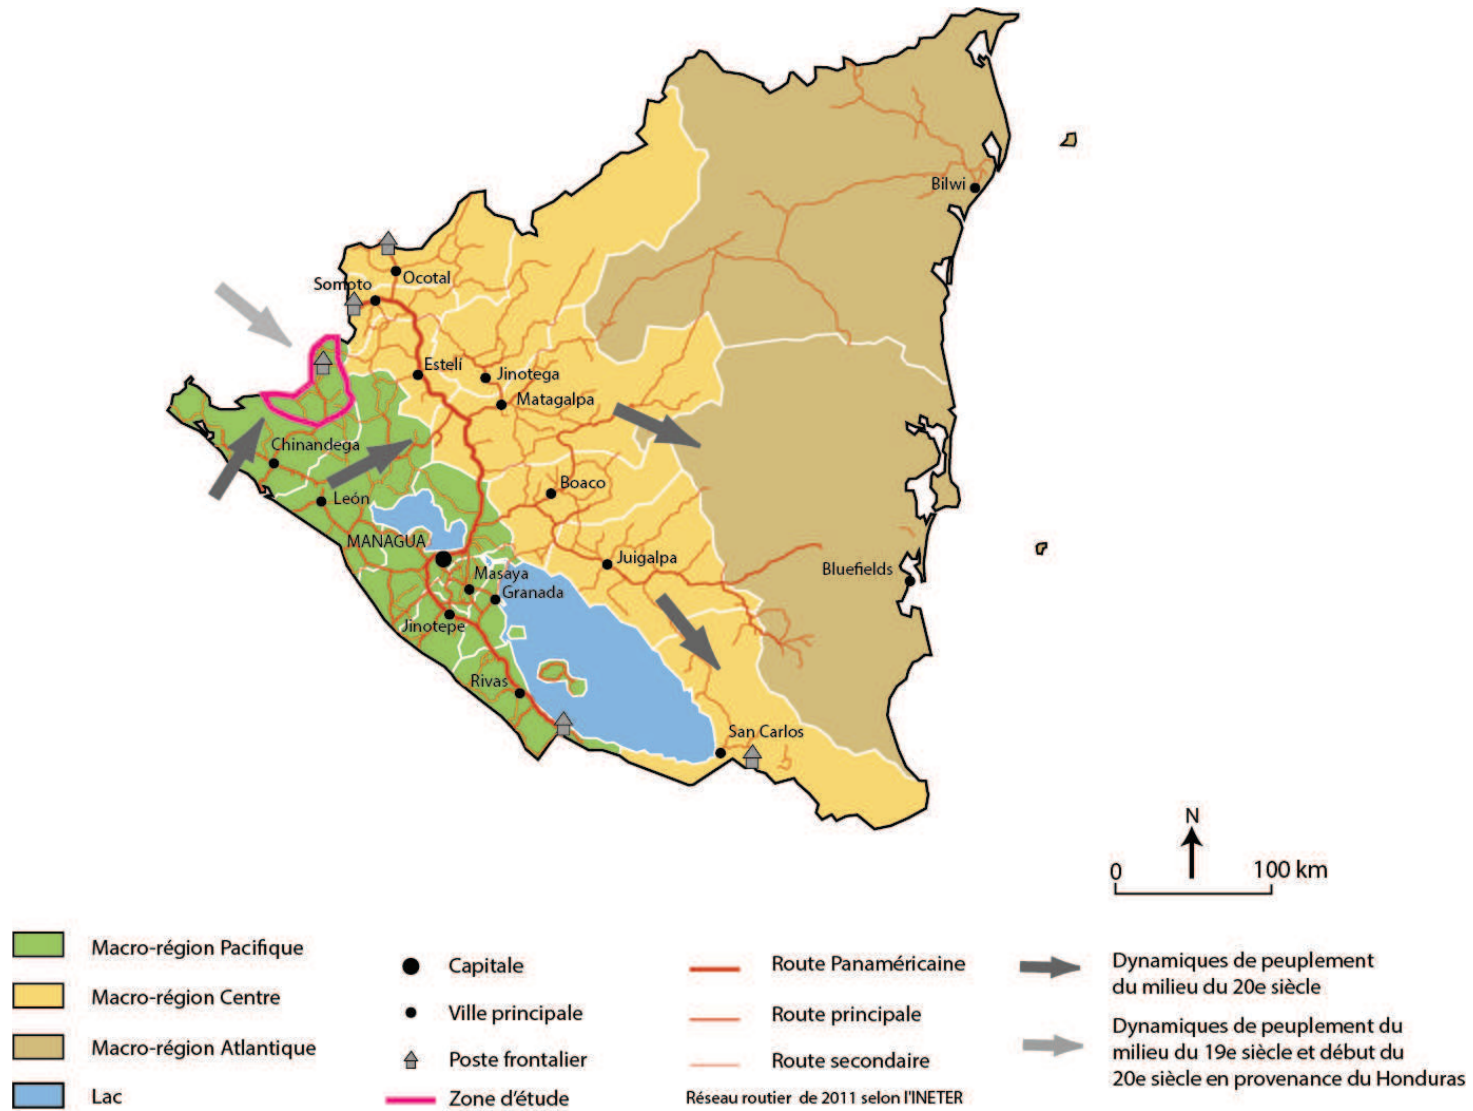 Bilwi
Ocotal
Somoto
Estelí
Jinotega
Matagalpa
Chinandega
León
Boaco
MANAGUA
Juigalpa
Masaya
Granada
Bluefields
Jinotepe
Rivas
San Carlos
N
0 100 km
Macro-région Pacifique
Macro-région Centre
Macro-région Atlantique
Lac
Capitale
Ville principale
Poste frontalier
Zone d'étude
Route Panaméricaine
Route principale
Route secondaire
Réseau routier de 2011 selon l'INETER
Dynamiques de peuplement
du milieu du 20e siècle
Dynamiques de peuplement du
milieu du 19e siècle et début du
20e siècle en provenance du Honduras